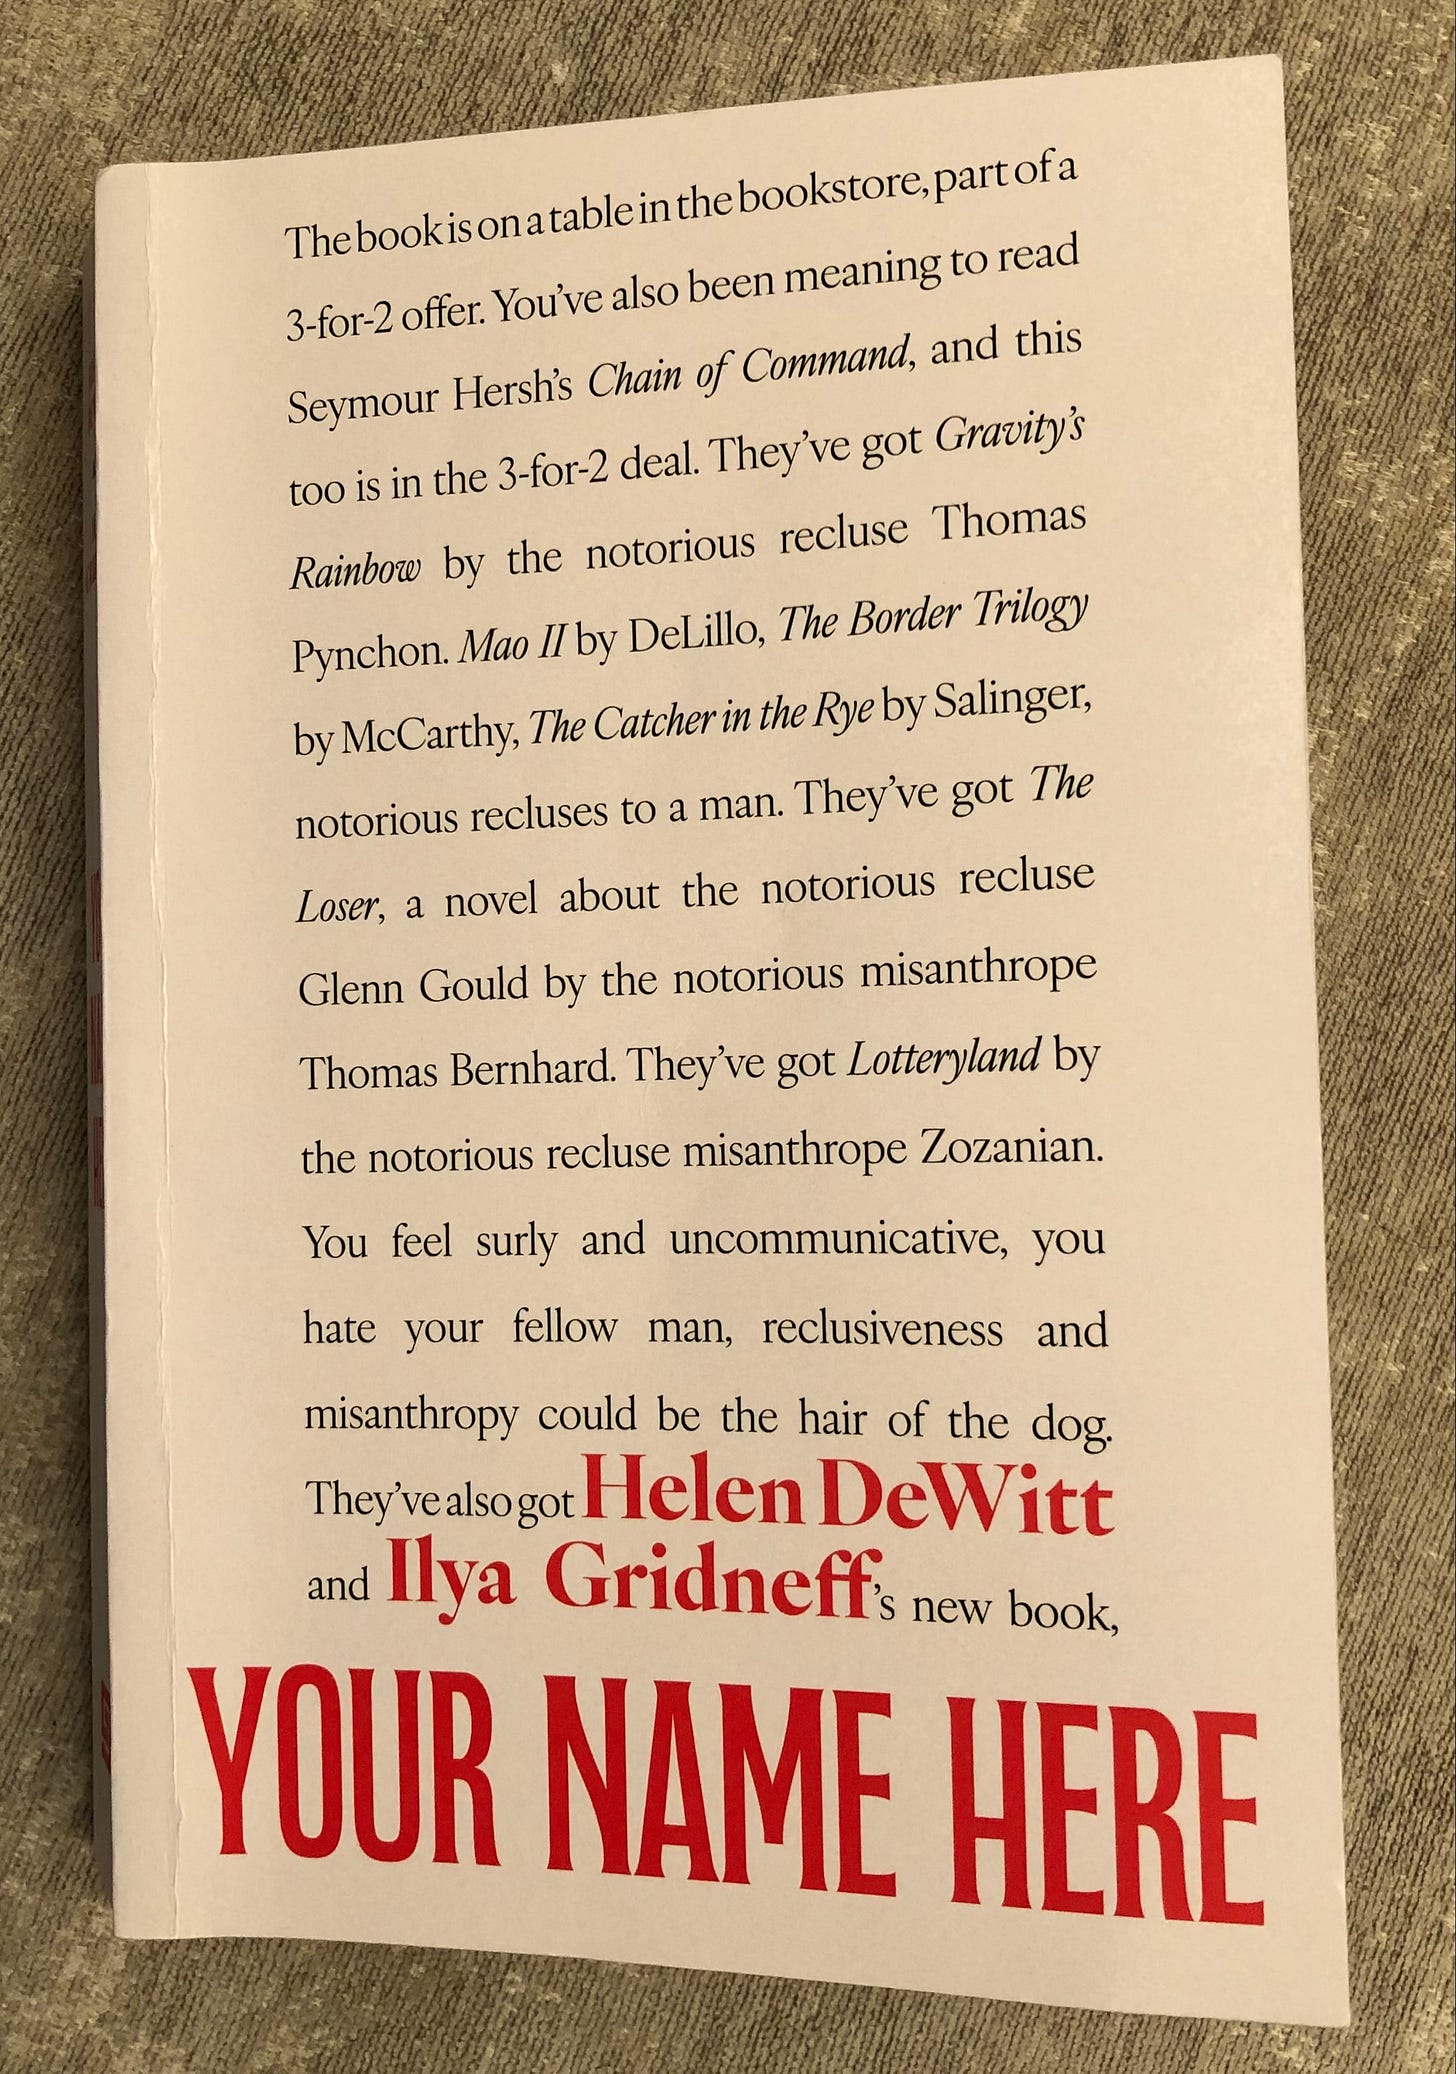 The book is on a table in the bookstore, part of a
3-for-2 offer. You've also been meaning to read
Seymour Hersh's Chain of Command, and this
too is in the 3-for-2 deal. They've got Gravity's
Rainbow by the notorious recluse Thomas
Pynchon. Mao II by DeLillo, The Border Trilogy
by McCarthy, The Catcher in the Rye by Salinger,
notorious recluses to a man. They've got The
Loser, a novel about the notorious recluse
Glenn Gould by the notorious misanthrope
Thomas Bernhard. They've got Lotteryland by
the notorious recluse misanthrope Zozanian.
You feel surly and uncommunicative, you
hate your fellow man, reclusiveness and
misanthropy could be the hair of the dog.
They've also got Helen DeWitt
and Ilya Gridneff's new book,
YOUR NAME HERE